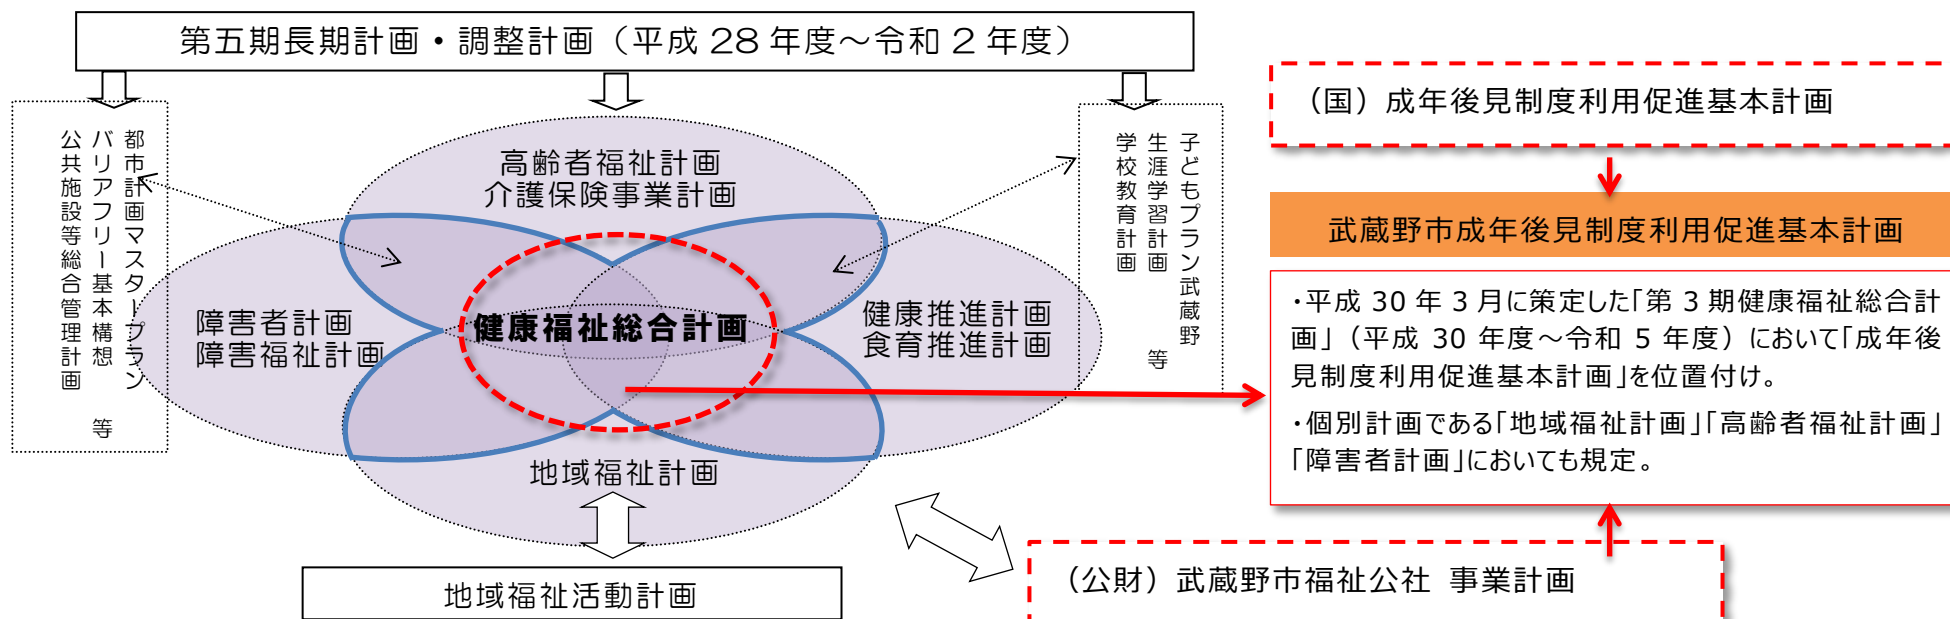 第五期長期計画・調整計画（平成 28 年度～令和 2 年度）
都市計画マスタープラン
バリアフリー基本構想
公共施設等総合管理計画 等
高齢者福祉計画
介護保険事業計画
障害者計画
障害福祉計画
健康福祉総合計画
健康推進計画
食育推進計画
地域福祉計画
子どもプラン武蔵野
生涯学習計画
学校教育計画 等
地域福祉活動計画
（国）成年後見制度利用促進基本計画
武蔵野市成年後見制度利用促進基本計画
・平成 30 年 3 月に策定した「第 3 期健康福祉総合計
画」（平成 30 年度～令和 5 年度）において「成年後
見制度利用促進基本計画」を位置付け。
・個別計画である「地域福祉計画」「高齢者福祉計画」
「障害者計画」においても規定。
（公財）武蔵野市福祉公社 事業計画